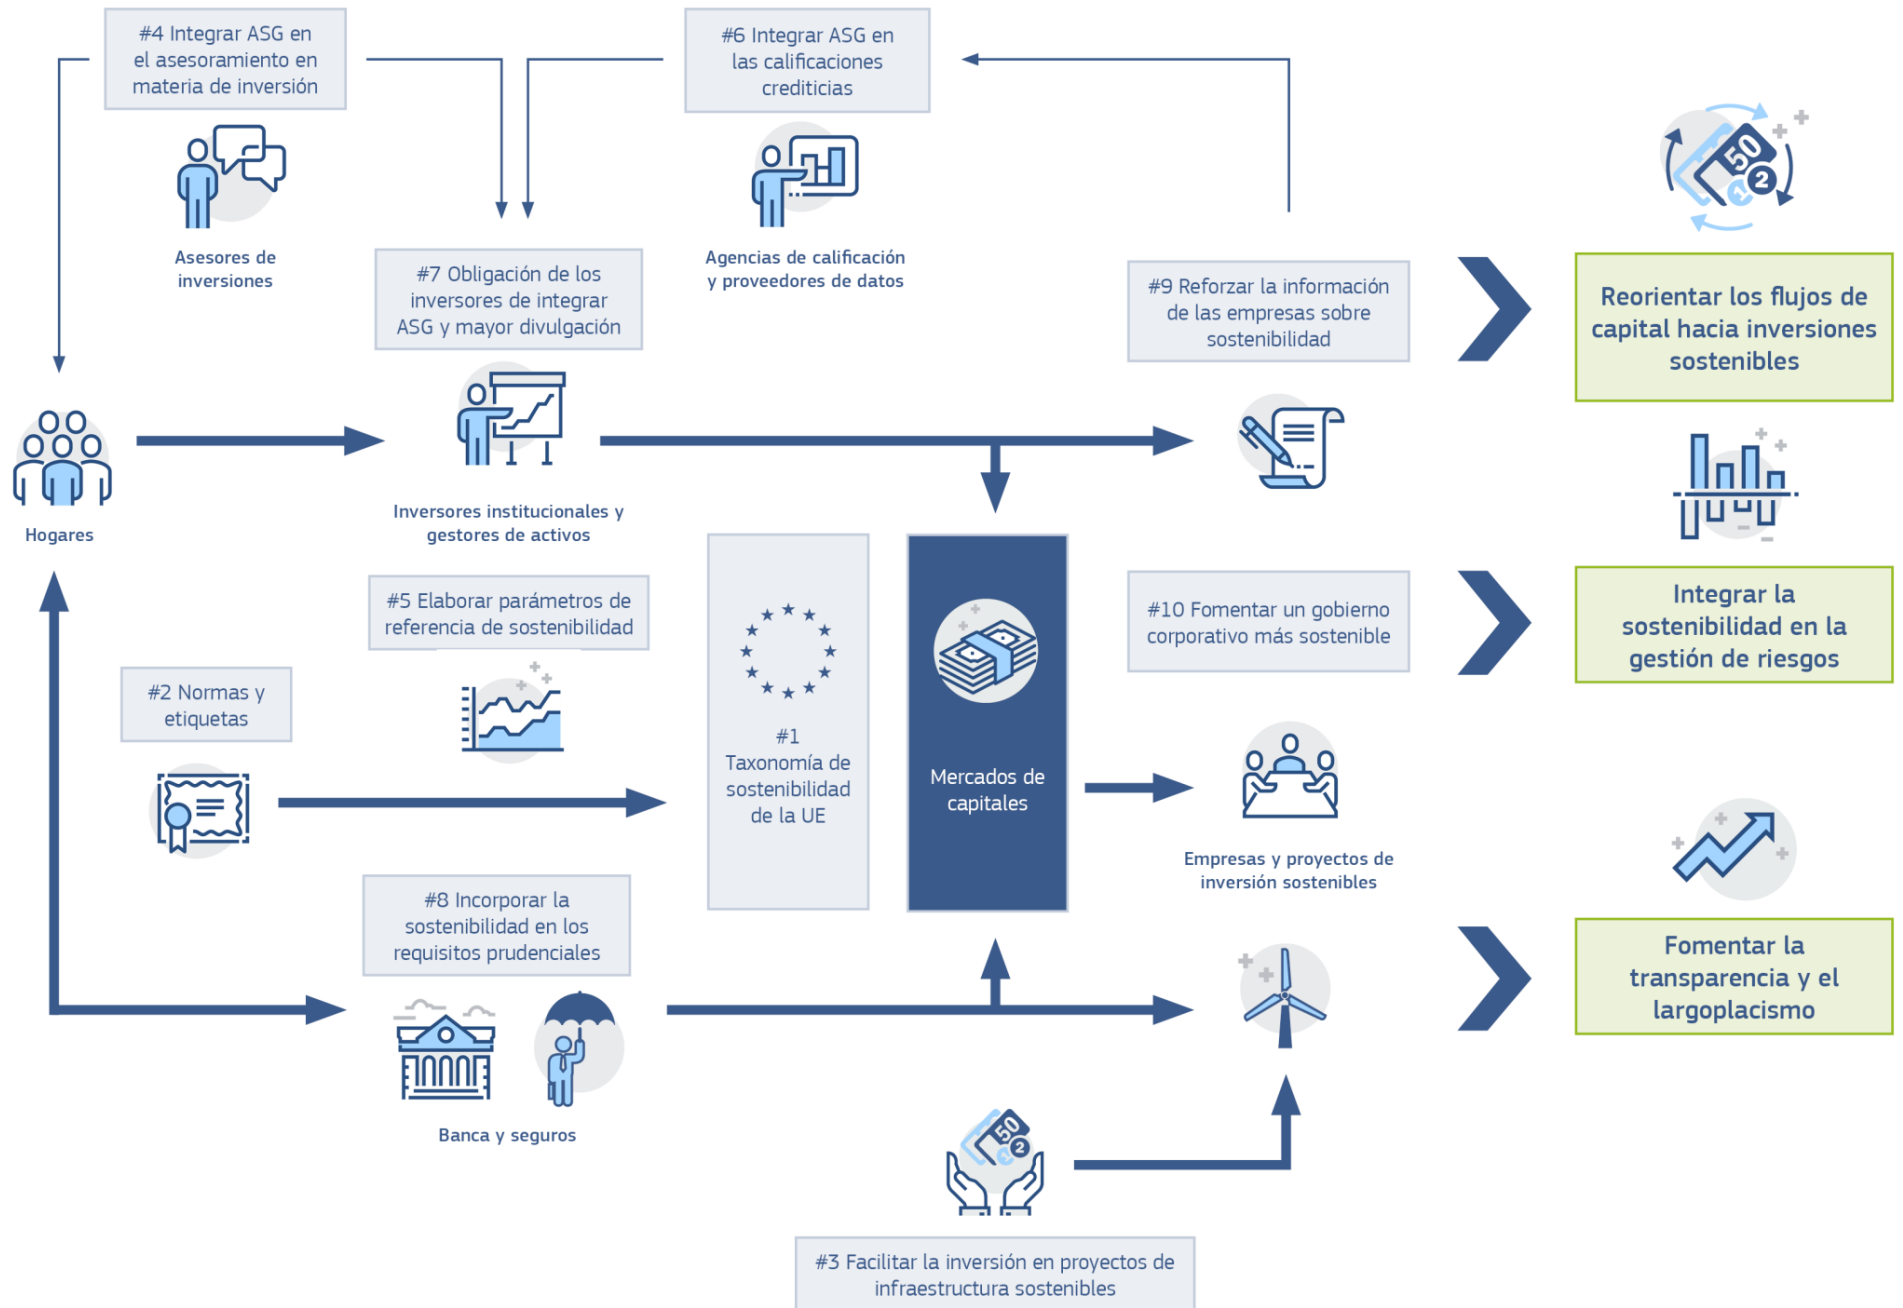 #4 Integrar ASG en
el asesoramiento en
materia de inversión
Asesores de
inversiones
#6 Integrar ASG en
las calificaciones
crediticias
Agencias de calificación
y proveedores de datos
#7 Obligación de los
inversores de integrar
ASG y mayor divulgación
Inversores institucionales y
gestores de activos
#9 Reforzar la información
de las empresas sobre
sostenibilidad
50
1
2
Reorientar los flujos de
capital hacia inversiones
sostenibles
Hogares
#5 Elaborar parámetros de
referencia de sostenibilidad
#2 Normas y
etiquetas
#1
Taxonomía de
sostenibilidad
de la UE
Mercados de
capitales
#10 Fomentar un gobierno
corporativo más sostenible
Empresas y proyectos de
inversión sostenibles
Integrar la
sostenibilidad en la
gestión de riesgos
#8 Incorporar la
sostenibilidad en los
requisitos prudenciales
Banca y seguros
Fomentar la
transparencia y el
largoplacismo
50
1
2
#3 Facilitar la inversión en proyectos de
infraestructura sostenibles